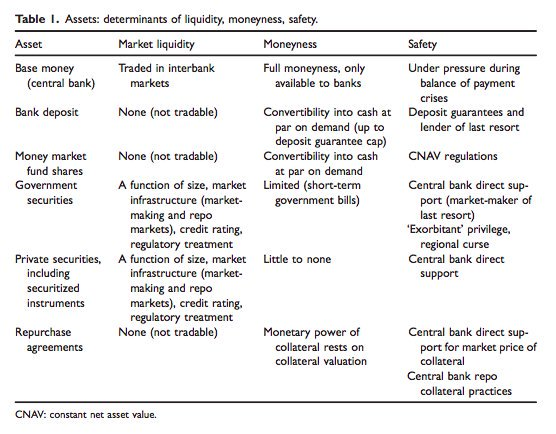 Table 1. Assets: determinants of liquidity, moneyness, safety.
Asset Market liquidity Moneyness Safety
Base money Traded in interbank Full moneyness, only Under pressure during
(central bank) markets available to banks balance of payment
crises
Bank deposit None (not tradable) Convertibility into cash at Deposit guarantees and
par on demand (up to lender of last resort
deposit guarantee cap)
Money market None (not tradable) Convertibility into cash CNAV regulations
fund shares at par on demand
Government A function of size, market Limited (short-term Central bank direct sup-
securities infrastructure (market- government bills) port (market-maker of
making and repo last resort)
markets), credit rating, ‘Exorbitant’ privilege,
regulatory treatment regional curse
Private securities, A function of size, market Little to none Central bank direct
including infrastructure (market- support
securitized making and repo
instruments markets), credit rating,
regulatory treatment
Repurchase None (not tradable) Monetary power of Central bank direct sup-
agreements collateral rests on port for market price of
collateral valuation collateral
Central bank repo
collateral practices
CNAV: constant net asset value.